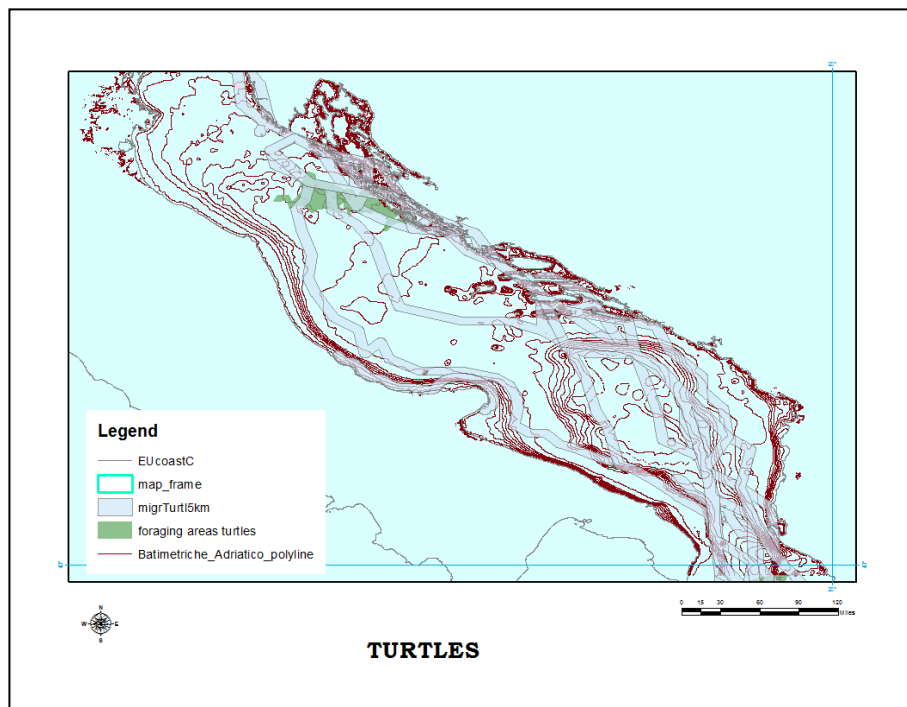 Legend
EUcoastC
map_frame
migrTurtl5km
foraging areas turtles
Batimetriche_Adriatico_polyline
N
W E
S
0 15 30 60 90 120
Miles
TURTLES